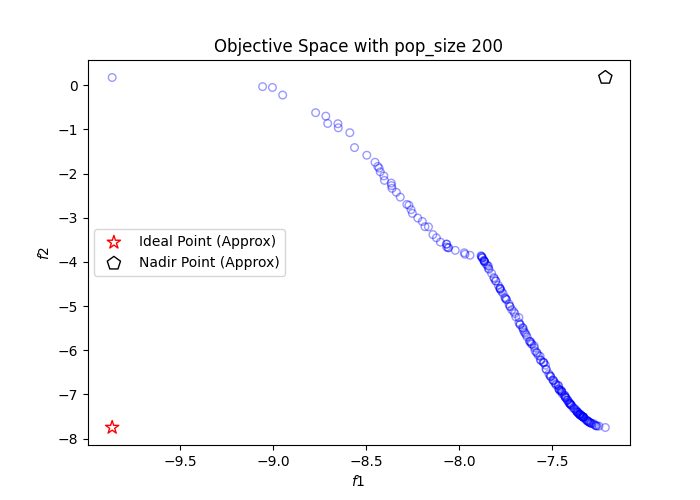 Objective Space with pop_size 200
f2
0
−1
−2
−3
−4
−5
−6
−7
−8
Ideal Point (Approx)
Nadir Point (Approx)
−9.5
−9.0
−8.5
−8.0
−7.5
f1